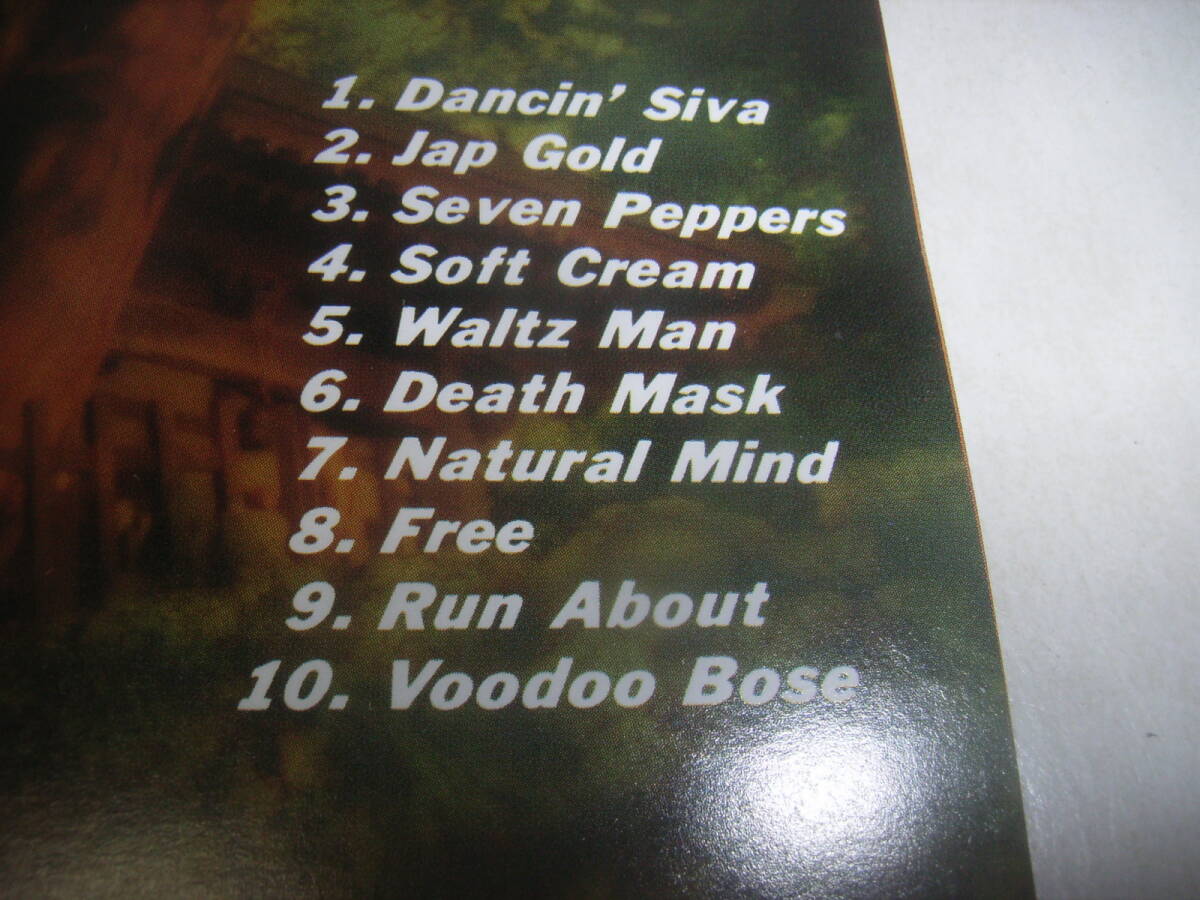 1. Dancin' Siva
2. Jap Gold
3. Seven Peppers
4. Soft Cream
5. Waltz Man
6. Death Mask
7. Natural Mind
8. Free
9. Run About
10. Voodoo Bose